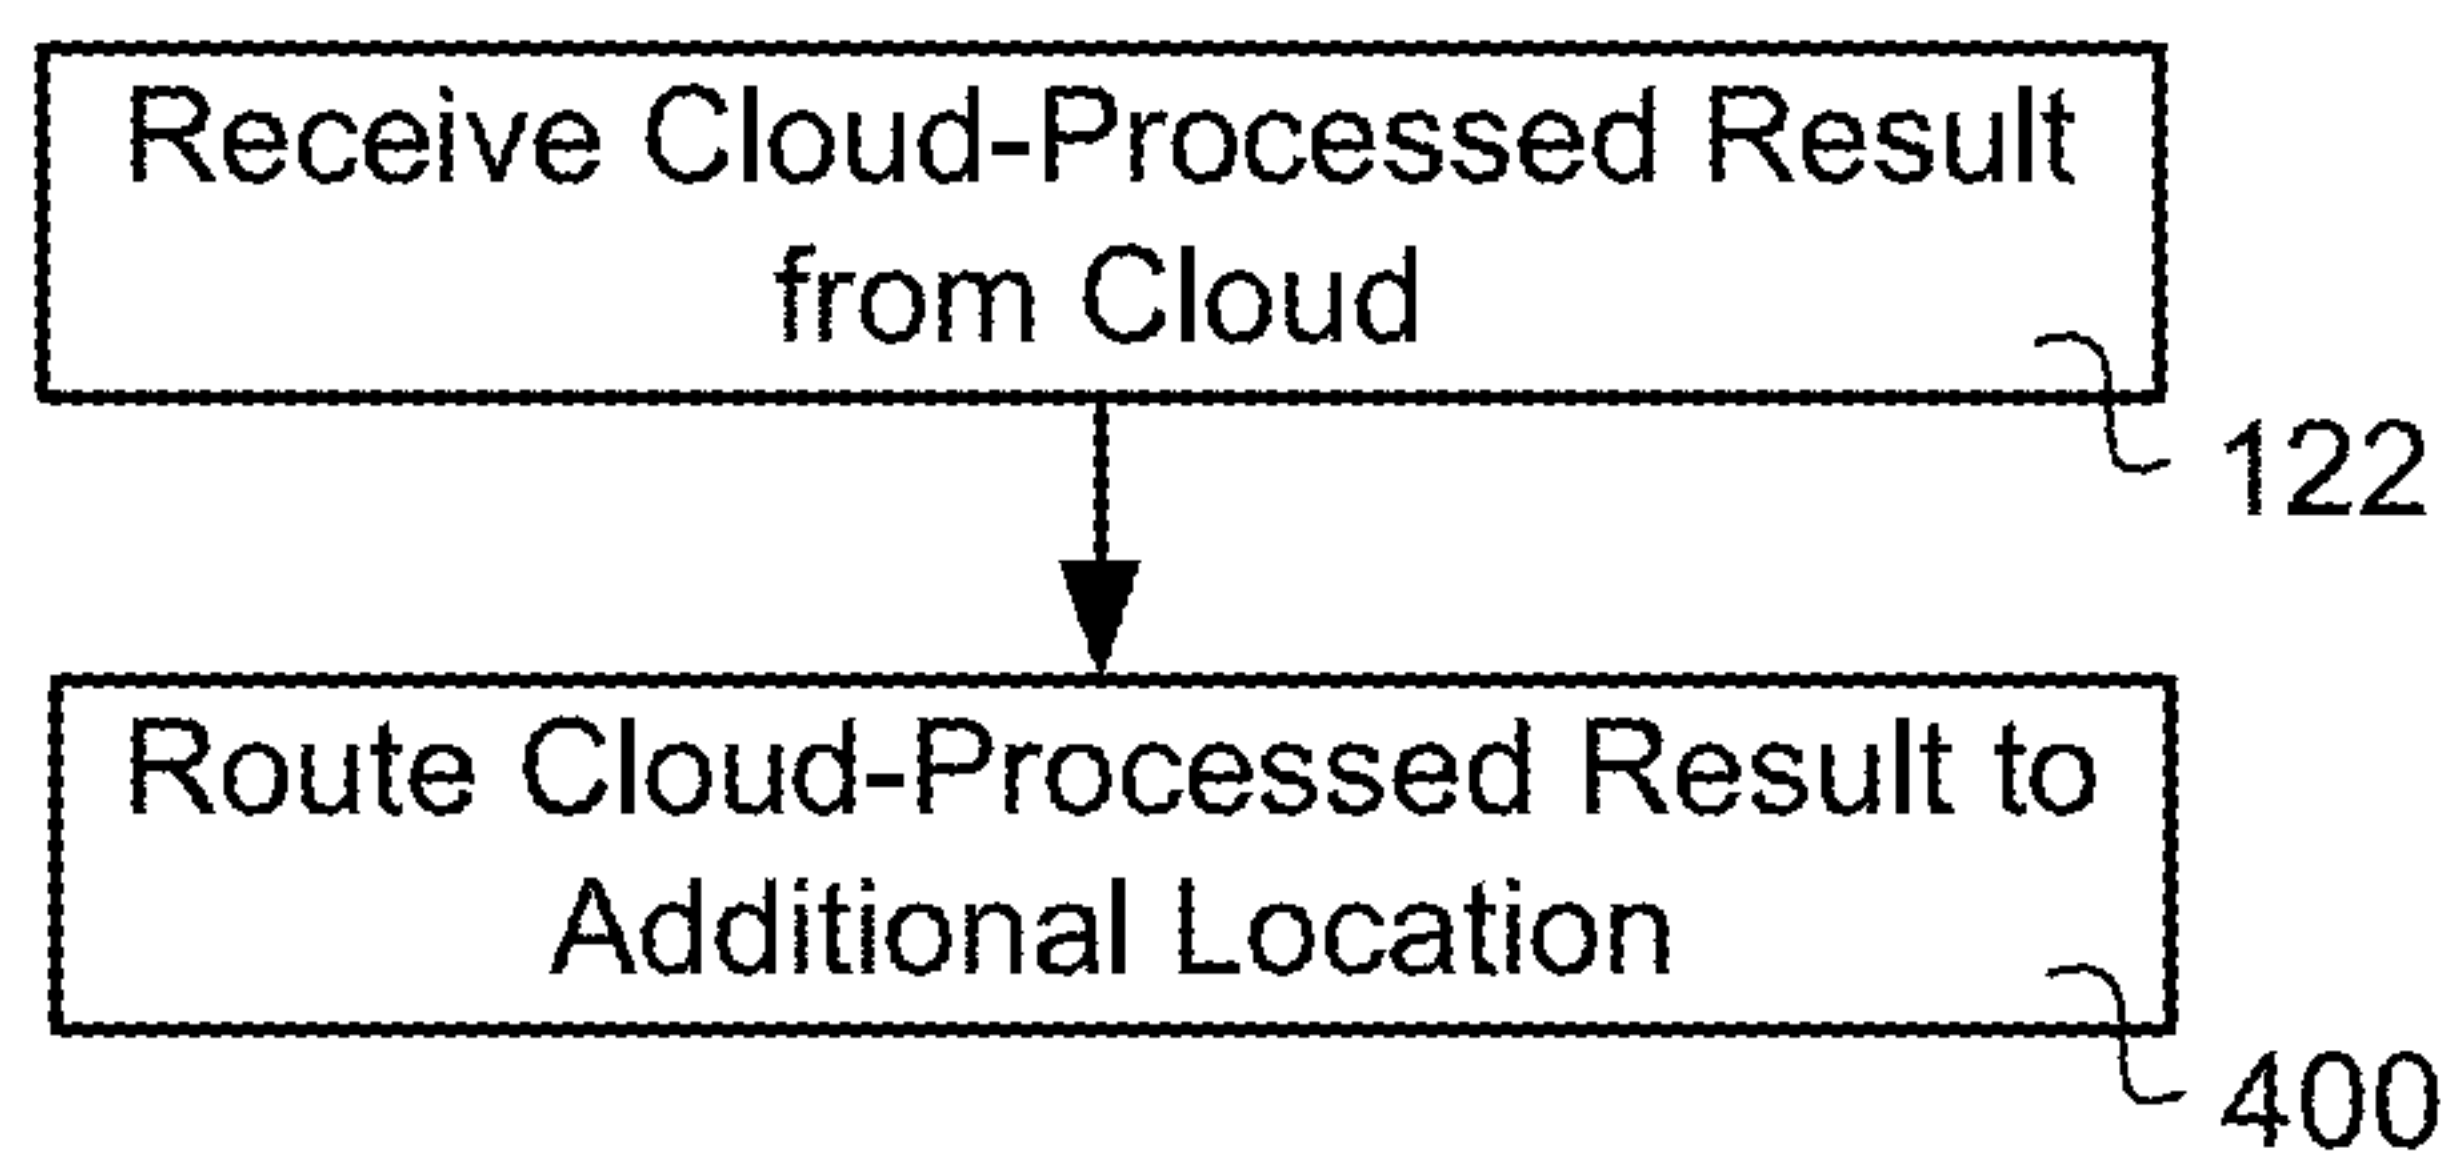 Receive Cloud-Processed Result
from Cloud
122
Route Cloud-Processed Result to
Additional Location
400